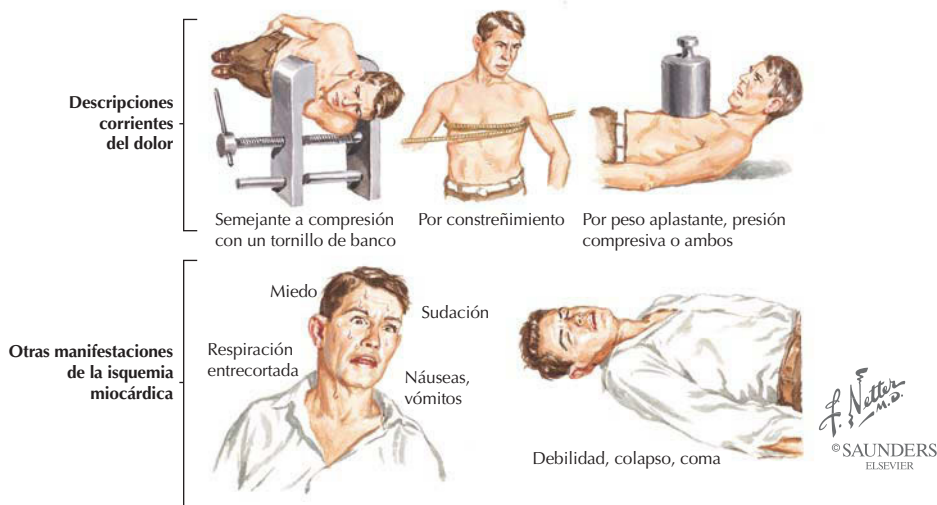 Descripciones
corrientes
del dolor
Semejante a compresión
con un tornillo de banco
Por constreñimiento
Por peso aplastante, presión
compresiva o ambos
Otras manifestaciones
de la isquemia
miocárdica
Miedo
Sudación
Respiración
entrecortada
Náuseas,
vómitos
Debilidad, colapso, coma
F. Netter
M.D.
©SAUNDERS
ELSEVIER